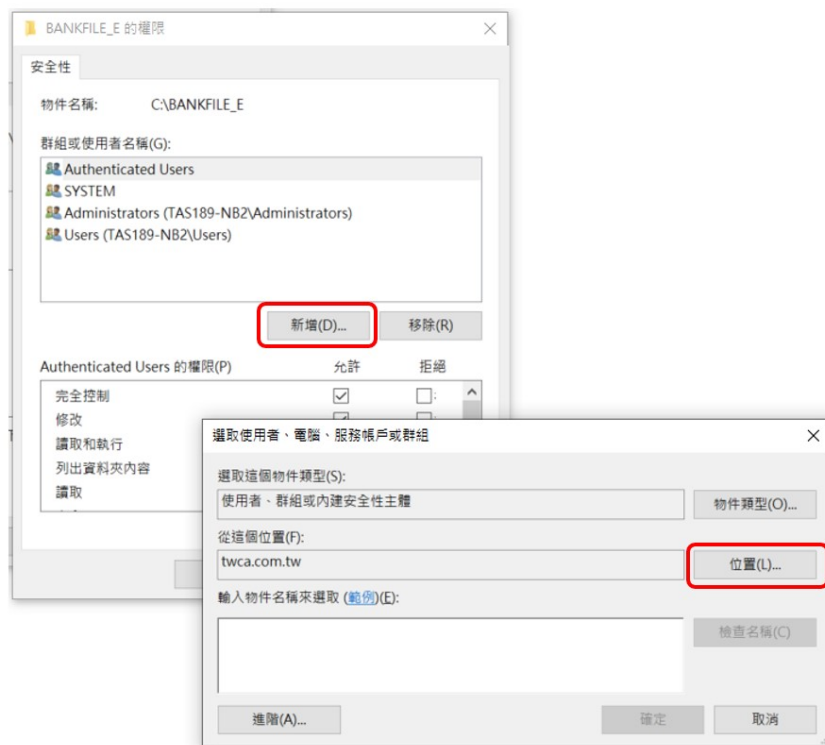 BANKFILE_E 的權限
安全性
物件名稱: C:\BANKFILE_E
群組或使用者名稱(G):
Authenticated Users
SYSTEM
Administrators (TAS189-NB2\Administrators)
Users (TAS189-NB2\Users)
新增(D)... 移除(R)
Authenticated Users 的權限(P) 允許 拒絕
完全控制
修改
讀取和執行
列出資料夾內容
讀取
選取使用者、電腦、服務帳戶或群組
選取這個物件類型(S):
使用者、群組或內建安全性主體 物件類型(O)...
從這個位置(F):
twca.com.tw 位置(L)...
輸入物件名稱來選取 (範例)(E):
檢查名稱(C)
進階(A)... 確定 取消